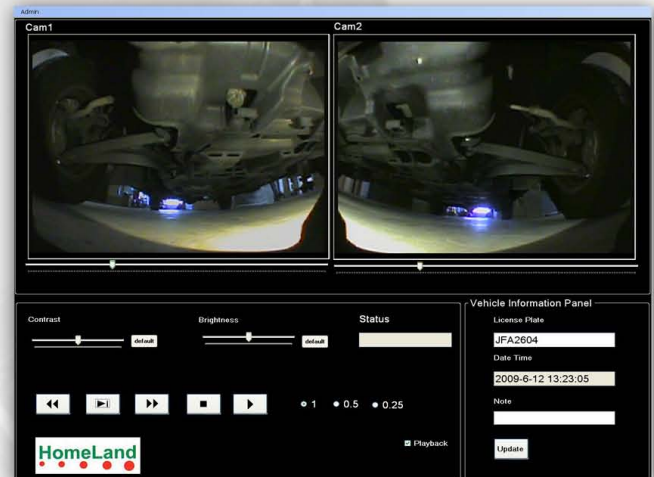 Admin
Cam1
Cam2
Contrast
default
Brightness
default
Status
1
0.5
0.25
Playback
HomeLand
Vehicle Information Panel
License Plate
JFA2604
Date Time
2009-6-12 13:23:05
Note
Update